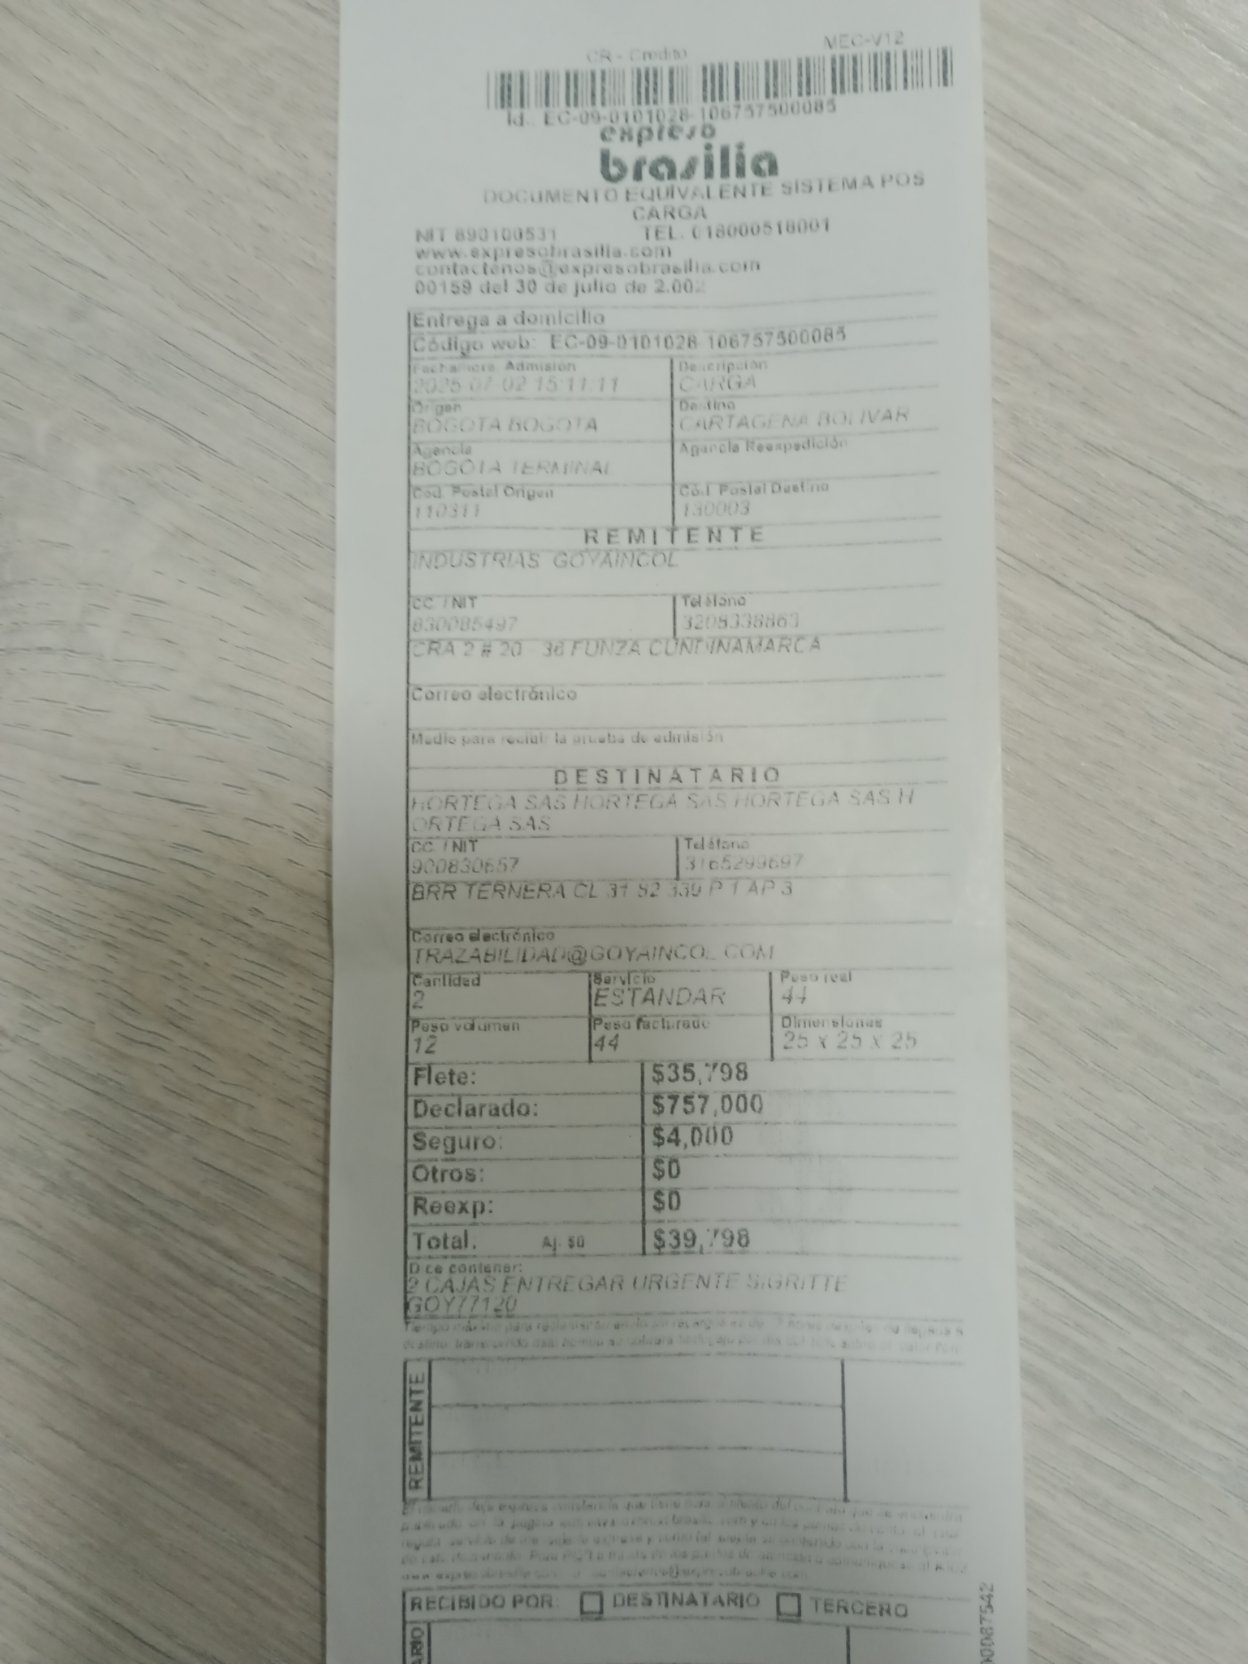 CR - Credito MEC-V12
Id.: EC-09-0101028-106757500085
expreso
brasilia
DOCUMENTO EQUIVALENTE SISTEMA POS
CARGA
NIT 890100531 TEL. 018000518001
www.expresobrasilia.com
contactenos@expresobrasilia.com
00159 del 30 de julio de 2.002
Entrega a domicilio
Código web: EC-09-0101028-106757500085
Fecha/hora Admisión Descripción
2025-07-02 15:11:11 CARGA
Origen Destino
BOGOTA BOGOTA CARTAGENA BOLIVAR
Agencia Agencia Reexpedición
BOGOTA TERMINAL
Cod. Postal Origen Cód. Postal Destino
110311 130003
REMITENTE
INDUSTRIAS GOYAINCOL
CC. / NIT Teléfono
830085497 3208338863
CRA 2 # 20 - 36 FUNZA CUNDINAMARCA
Correo electrónico
Medio para recibir la prueba de admisión
DESTINATARIO
HORTEGA SAS HORTEGA SAS HORTEGA SAS H
ORTEGA SAS
CC. / NIT Teléfono
900830657 3165299697
BRR TERNERA CL 31 52 339 P 1 AP 3
Correo electrónico
TRAZABILIDAD@GOYAINCOL.COM
Cantidad Servicio Peso real
2 ESTANDAR 44
Peso volumen Peso facturado Dimensiones
12 44 25 x 25 x 25
Flete: $35,798
Declarado: $757,000
Seguro: $4,000
Otros: $0
Reexp: $0
Total. Aj. $0 $39,798
Dice contener:
2 CAJAS ENTREGAR URGENTE SIGRITTE
GOY77120
REMITENTE
RECIBIDO POR: DESTINATARIO TERCERO